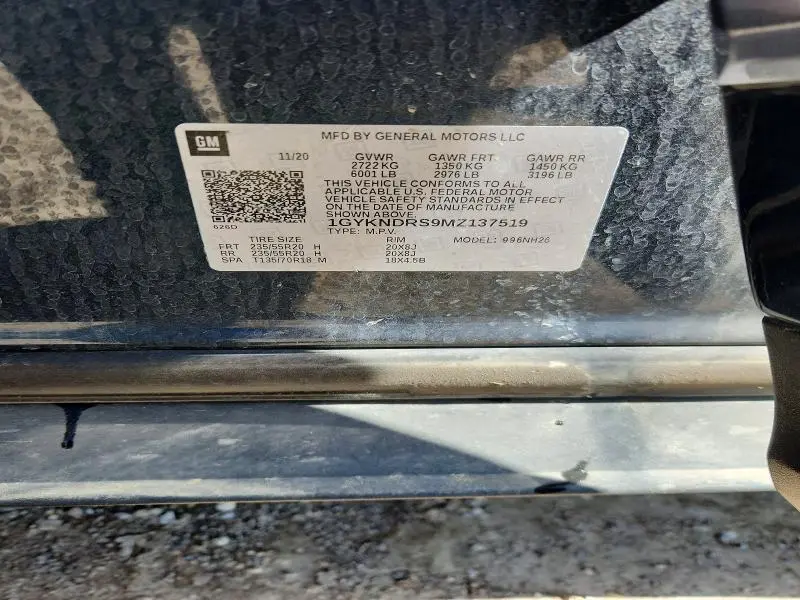 GM
MFD BY GENERAL MOTORS LLC
11/20 GVWR GAWR FRT GAWR RR
2722 KG 1350 KG 1450 KG
6001 LB 2976 LB 3196 LB
THIS VEHICLE CONFORMS TO ALL
APPLICABLE U.S. FEDERAL MOTOR
VEHICLE SAFETY STANDARDS IN EFFECT
ON THE DATE OF MANUFACTURE
SHOWN ABOVE
626D
1GYKNDRS9MZ137519
TYPE: M.P.V. MODEL: 996NH26
TIRE SIZE RIM
FRT 235/55R20 H 20X8J
RR 235/55R20 H 20X8J
SPA T135/70R18 M 18X4.5B